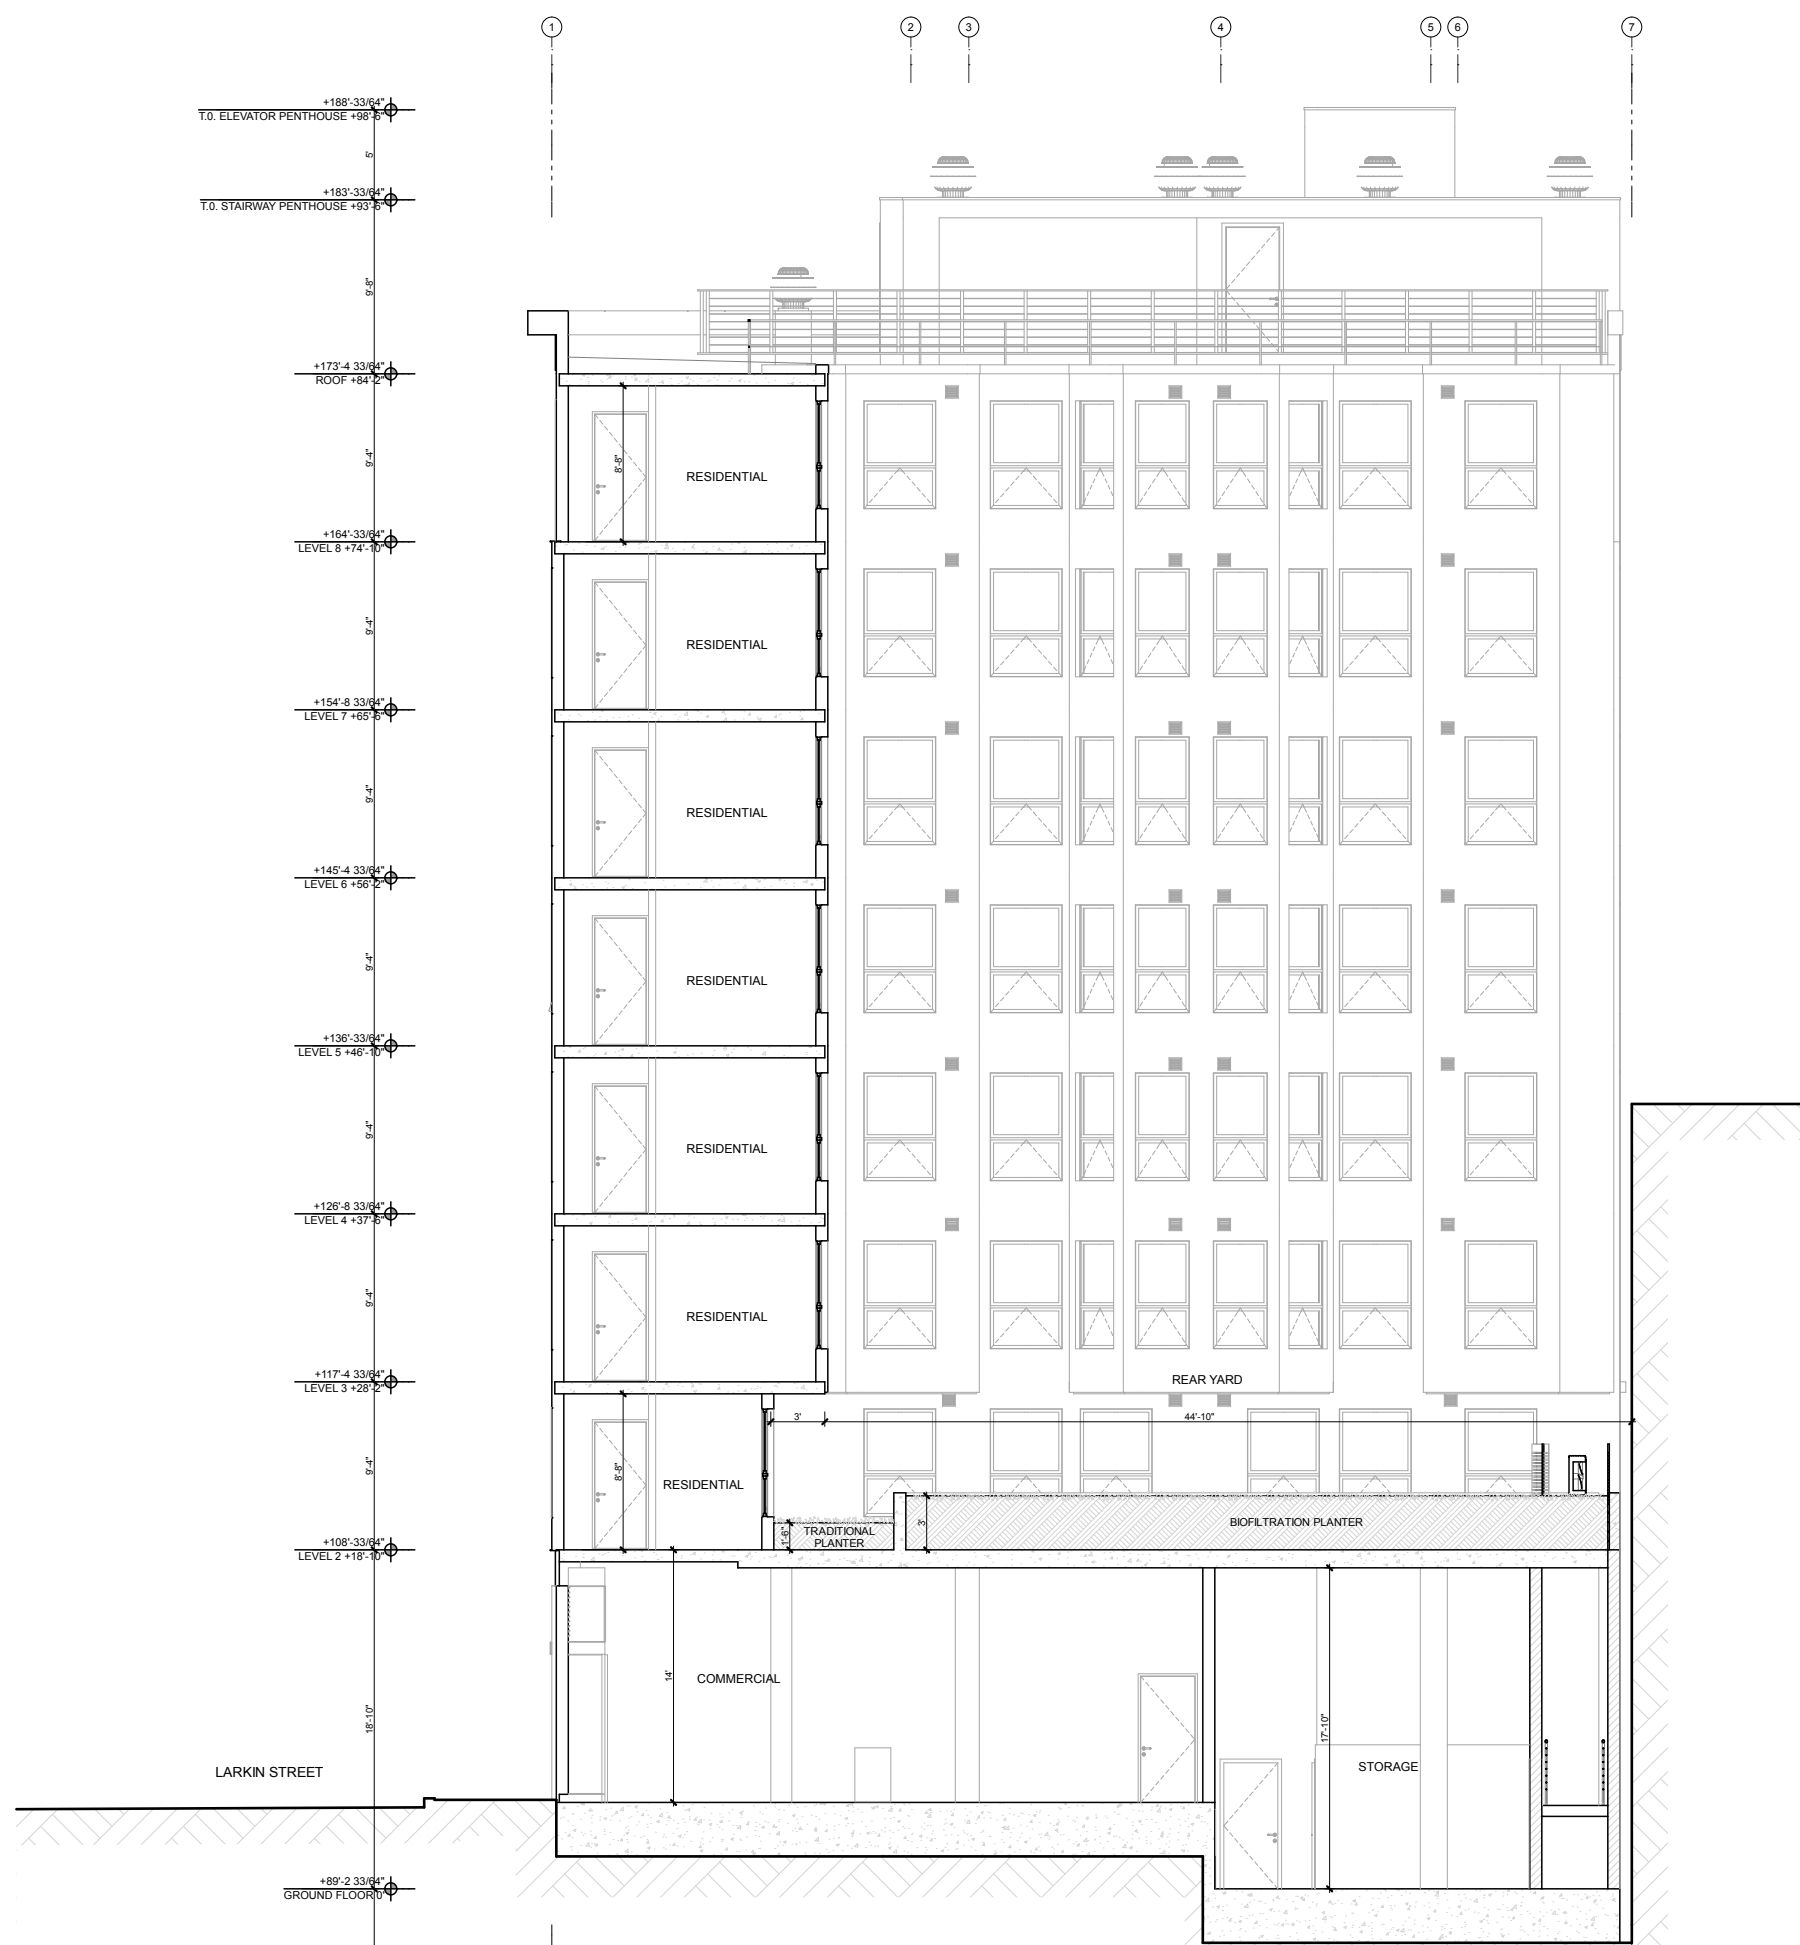 1 2 3 4 5 6 7
+188'-33/64"
T.0. ELEVATOR PENTHOUSE +98'-6"
5'
+183'-33/64"
T.0. STAIRWAY PENTHOUSE +93'-6"
9'-8"
+173'-4 33/64"
ROOF +84'-2"
9'-4"
8'-8"
RESIDENTIAL
+164'-33/64"
LEVEL 8 +74'-10"
9'-4"
RESIDENTIAL
+154'-8 33/64"
LEVEL 7 +65'-6"
9'-4"
RESIDENTIAL
+145'-4 33/64"
LEVEL 6 +56'-2"
9'-4"
RESIDENTIAL
+136'-33/64"
LEVEL 5 +46'-10"
9'-4"
RESIDENTIAL
+126'-8 33/64"
LEVEL 4 +37'-6"
9'-4"
RESIDENTIAL
+117'-4 33/64"
LEVEL 3 +28'-2"
REAR YARD
3'
44'-10"
9'-4"
8'-8"
RESIDENTIAL
1'-6"
TRADITIONAL
PLANTER
3'
BIOFILTRATION PLANTER
+108'-33/64"
LEVEL 2 +18'-10"
18'-10"
14'
COMMERCIAL
17'-10"
STORAGE
LARKIN STREET
+89'-2 33/64"
GROUND FLOOR 0'